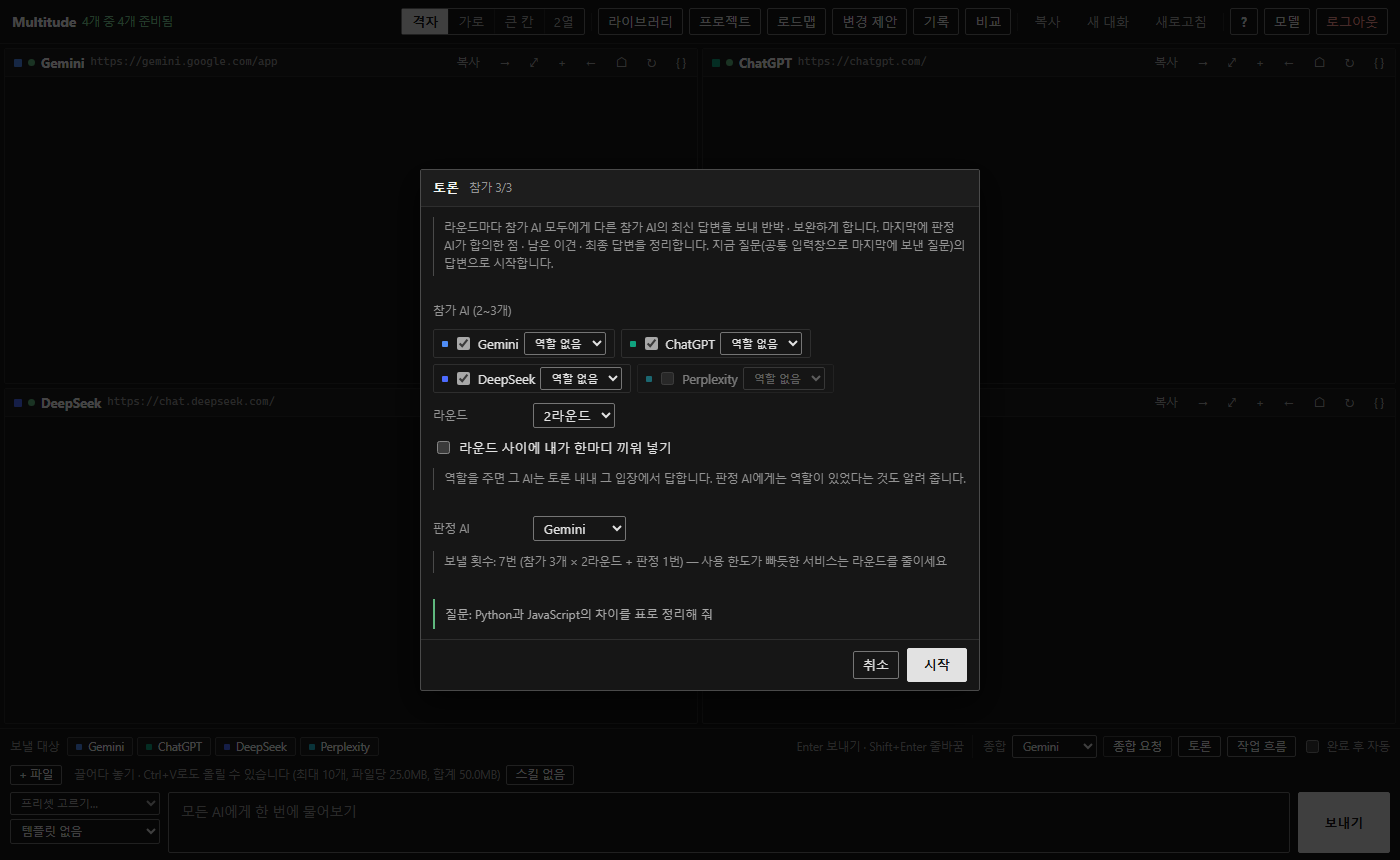 Multitude 4개 중 4개 준비됨
격자 가로 큰 칸 2열 라이브러리 프로젝트 로드맵 변경 제안 기록 비교 복사 새 대화 새로고침 ? 모델 로그아웃
Gemini https://gemini.google.com/app 복사 → ⤢ + ← ☖ ↻ { }
ChatGPT https://chatgpt.com/ 복사 → ⤢ + ← ☖ ↻ { }
토론 참가 3/3
라운드마다 참가 AI 모두에게 다른 참가 AI의 최신 답변을 보내 반박 · 보완하게 합니다. 마지막에 판정
AI가 합의한 점 · 남은 이견 · 최종 답변을 정리합니다. 지금 질문(공통 입력창으로 마지막에 보낸 질문)의
답변으로 시작합니다.
참가 AI (2~3개)
Gemini 역할 없음 ChatGPT 역할 없음
DeepSeek 역할 없음 Perplexity 역할 없음
라운드 2라운드
라운드 사이에 내가 한마디 끼워 넣기
역할을 주면 그 AI는 토론 내내 그 입장에서 답합니다. 판정 AI에게는 역할이 있었다는 것도 알려 줍니다.
판정 AI Gemini
보낼 횟수: 7번 (참가 3개 × 2라운드 + 판정 1번) — 사용 한도가 빠듯한 서비스는 라운드를 줄이세요
질문: Python과 JavaScript의 차이를 표로 정리해 줘
취소 시작
DeepSeek https://chat.deepseek.com/
복사 → ⤢ + ← ☖ ↻ { }
보낼 대상 Gemini ChatGPT DeepSeek Perplexity
Enter 보내기 · Shift+Enter 줄바꿈 종합 Gemini 종합 요청 토론 작업 흐름 완료 후 자동
+ 파일 끌어다 놓기 · Ctrl+V로도 올릴 수 있습니다 (최대 10개, 파일당 25.0MB, 합계 50.0MB) 스킬 없음
프리셋 고르기...
템플릿 없음
모든 AI에게 한 번에 물어보기
보내기